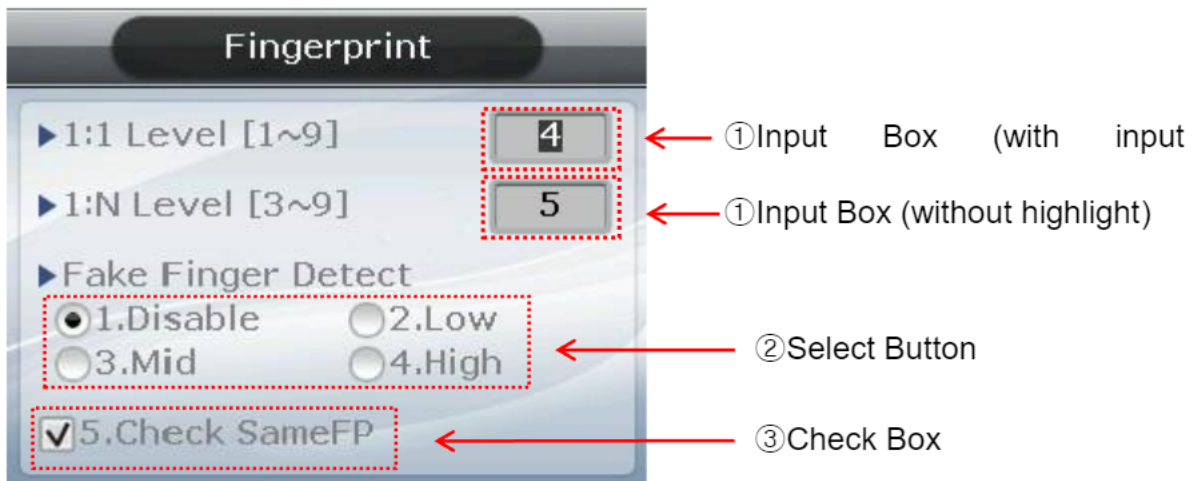 Fingerprint
▶1:1 Level [1~9] 4
①Input Box (with input
▶1:N Level [3~9] 5
①Input Box (without highlight)
▶Fake Finger Detect
1.Disable 2.Low
3.Mid 4.High
②Select Button
5.Check SameFP
③Check Box